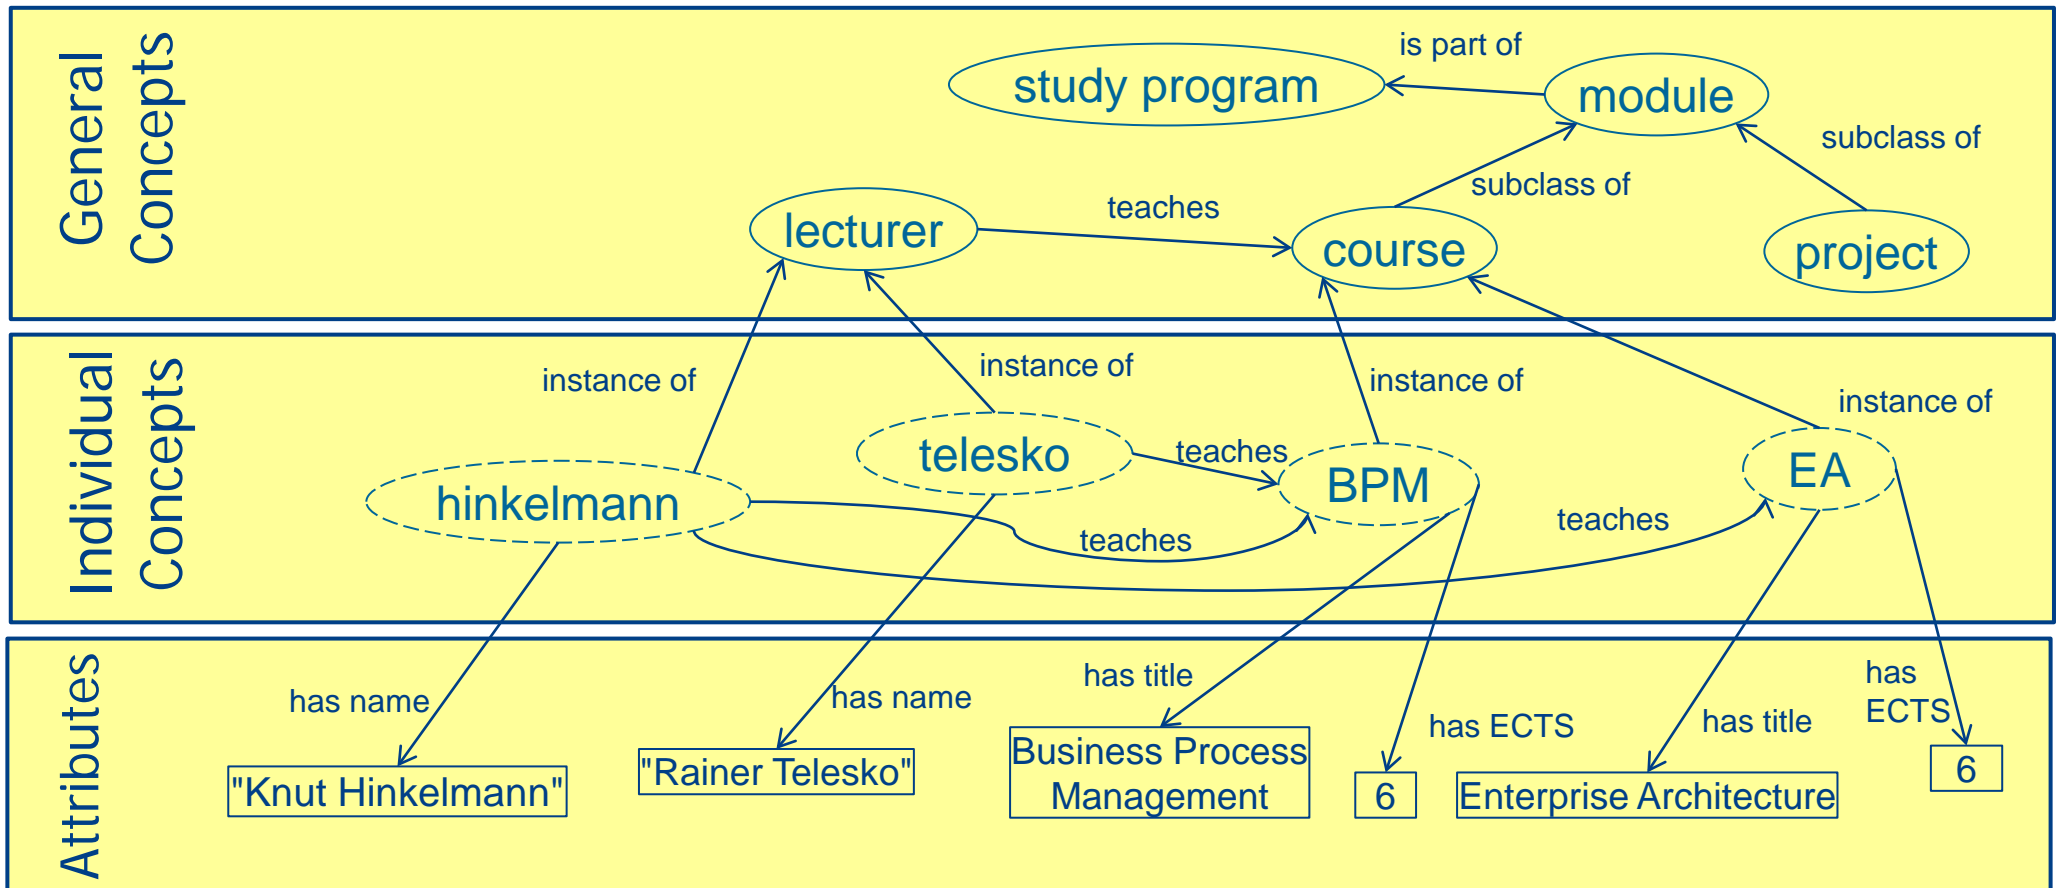 General
Concepts
is part of
study program
module
subclass of
subclass of
teaches
lecturer
course
project
Individual
Concepts
instance of
instance of
instance of
instance of
telesko
teaches
BPM
EA
hinkelmann
teaches
teaches
Attributes
has name
has name
has title
has ECTS
has title
has
ECTS
"Knut Hinkelmann"
"Rainer Telesko"
Business Process
Management
6
Enterprise Architecture
6